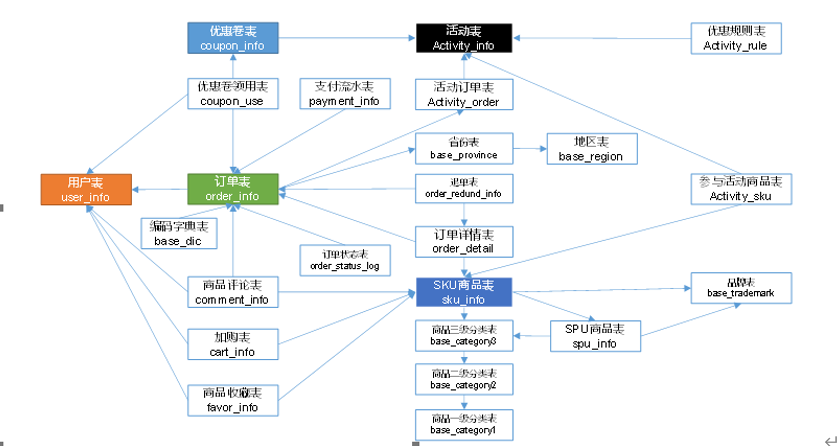 优惠卷表
coupon_info
活动表
Activity_info
优惠规则表
Activity_rule
优惠卷领用表
coupon_use
支付流水表
payment_info
活动订单表
Activity_order
省份表
base_province
地区表
base_region
用户表
user_info
订单表
order_info
退单表
order_redund_info
参与活动商品表
Activity_sku
编码字典表
base_dic
订单状态表
order_status_log
订单详情表
order_detail
商品评论表
comment_info
SKU商品表
sku_info
品牌表
base_trademark
加购表
cart_info
商品三级分类表
base_category3
SPU商品表
spu_info
商品二级分类表
base_category2
商品收藏表
favor_info
商品一级分类表
base_category1